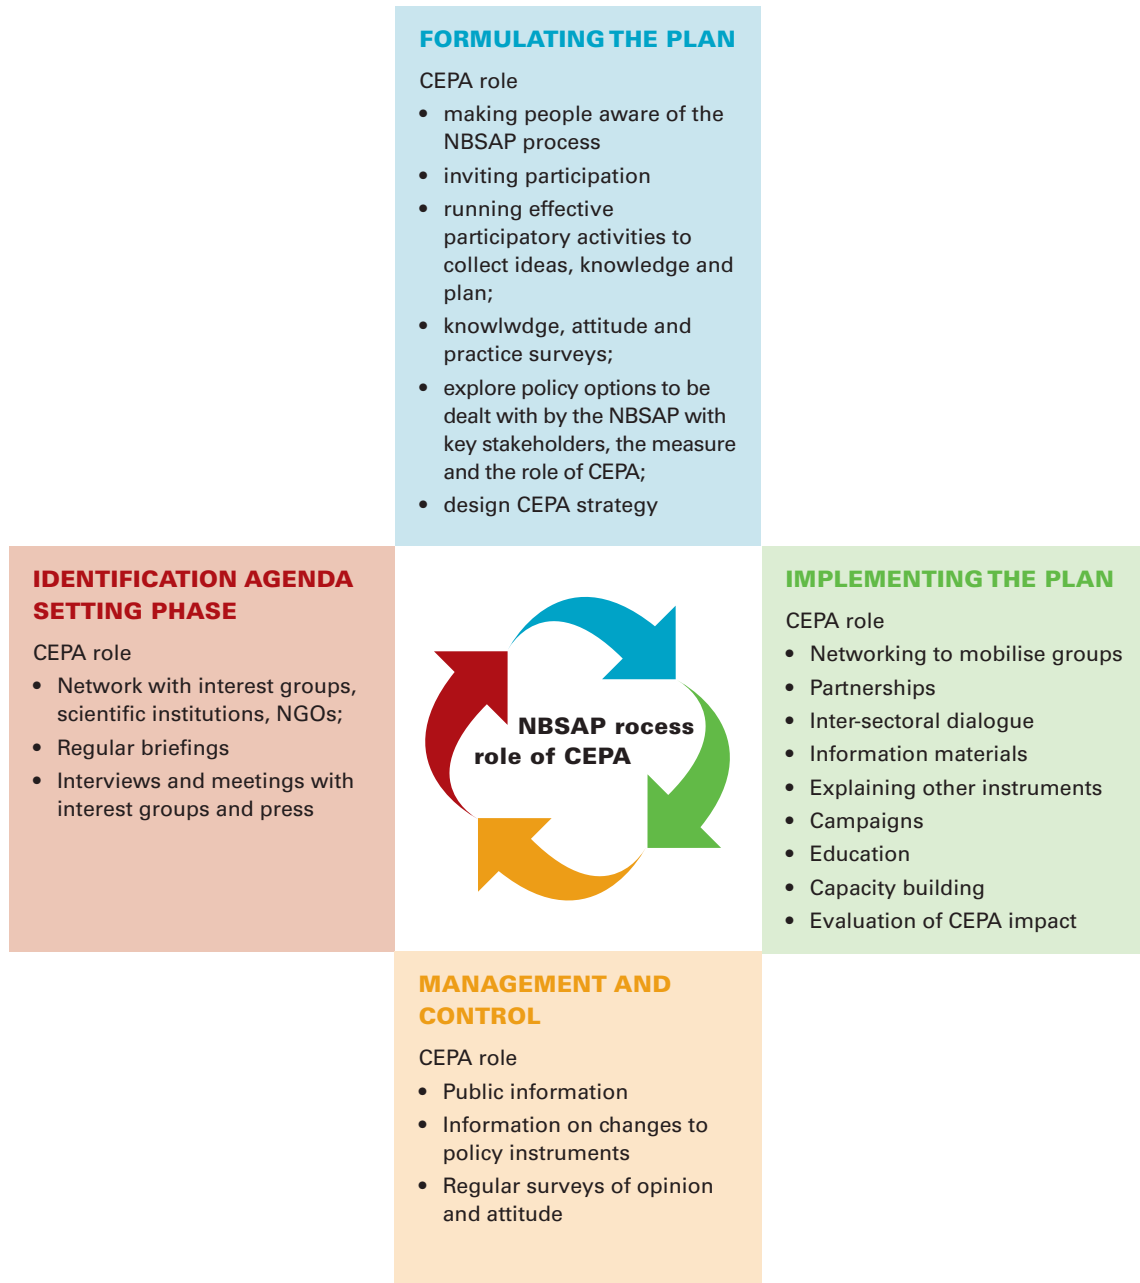 FORMULATING THE PLAN
CEPA role
• making people aware of the
NBSAP process
• inviting participation
• running effective
participatory activities to
collect ideas, knowledge and
plan;
• knowlwdge, attitude and
practice surveys;
• explore policy options to be
dealt with by the NBSAP with
key stakeholders, the measure
and the role of CEPA;
• design CEPA strategy
IDENTIFICATION AGENDA
SETTING PHASE
CEPA role
• Network with interest groups,
scientific institutions, NGOs;
• Regular briefings
• Interviews and meetings with
interest groups and press
NBSAP rocess
role of CEPA
IMPLEMENTING THE PLAN
CEPA role
• Networking to mobilise groups
• Partnerships
• Inter-sectoral dialogue
• Information materials
• Explaining other instruments
• Campaigns
• Education
• Capacity building
• Evaluation of CEPA impact
MANAGEMENT AND
CONTROL
CEPA role
• Public information
• Information on changes to
policy instruments
• Regular surveys of opinion
and attitude